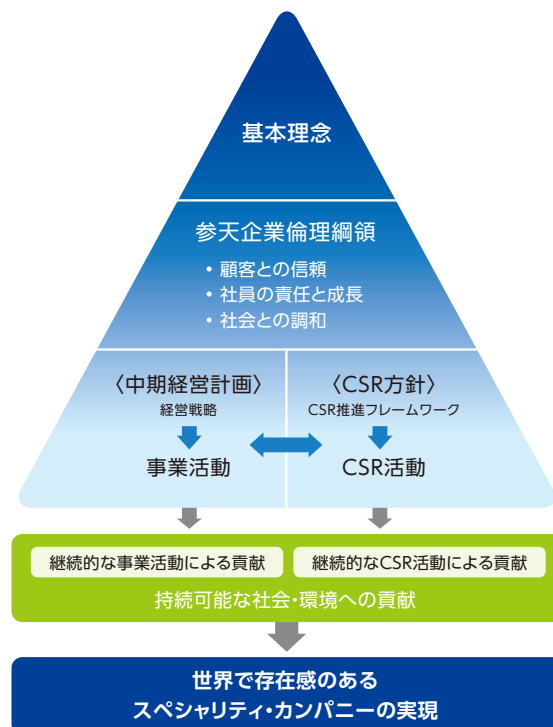 基本理念
参天企業倫理綱領
• 顧客との信頼
• 社員の責任と成長
• 社会との調和
〈中期経営計画〉
経営戦略
事業活動
〈CSR方針〉
CSR推進フレームワーク
CSR活動
継続的な事業活動による貢献
継続的なCSR活動による貢献
持続可能な社会・環境への貢献
世界で存在感のある
スペシャリティ・カンパニーの実現